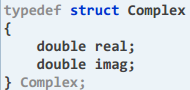 typedef struct Complex
{
    double real;
    double imag;
} Complex;